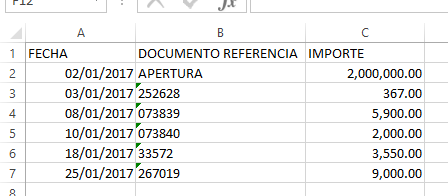 F12 fx
A B C
1 FECHA DOCUMENTO REFERENCIA IMPORTE
2 02/01/2017 APERTURA 2,000,000.00
3 03/01/2017 252628 367.00
4 08/01/2017 073839 5,900.00
5 10/01/2017 073840 2,000.00
6 18/01/2017 33572 3,550.00
7 25/01/2017 267019 9,000.00
8